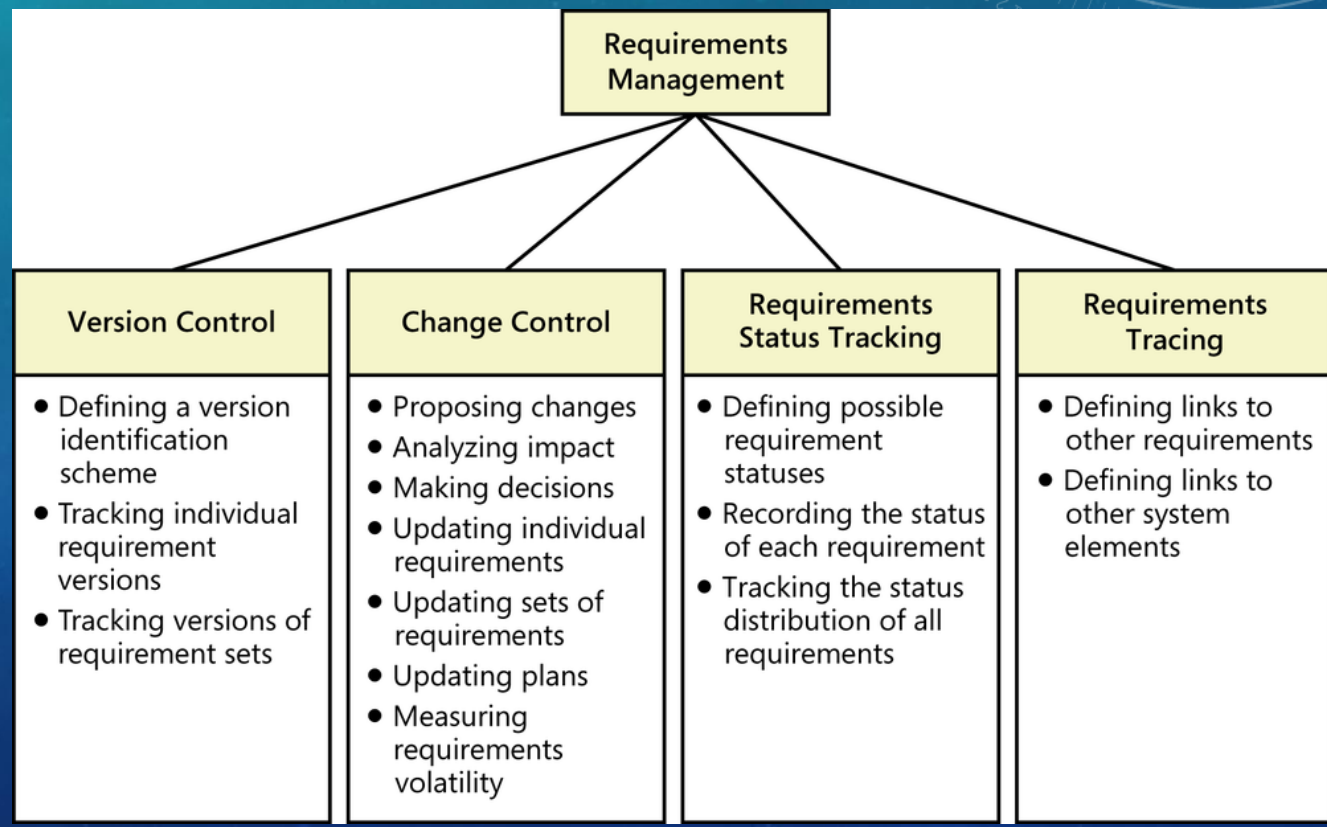 Requirements
Management
Version Control
● Defining a version
identification
scheme
● Tracking individual
requirement
versions
● Tracking versions of
requirement sets
Change Control
● Proposing changes
● Analyzing impact
● Making decisions
● Updating individual
requirements
● Updating sets of
requirements
● Updating plans
● Measuring
requirements
volatility
Requirements
Status Tracking
● Defining possible
requirement
statuses
● Recording the status
of each requirement
● Tracking the status
distribution of all
requirements
Requirements
Tracing
● Defining links to
other requirements
● Defining links to
other system
elements